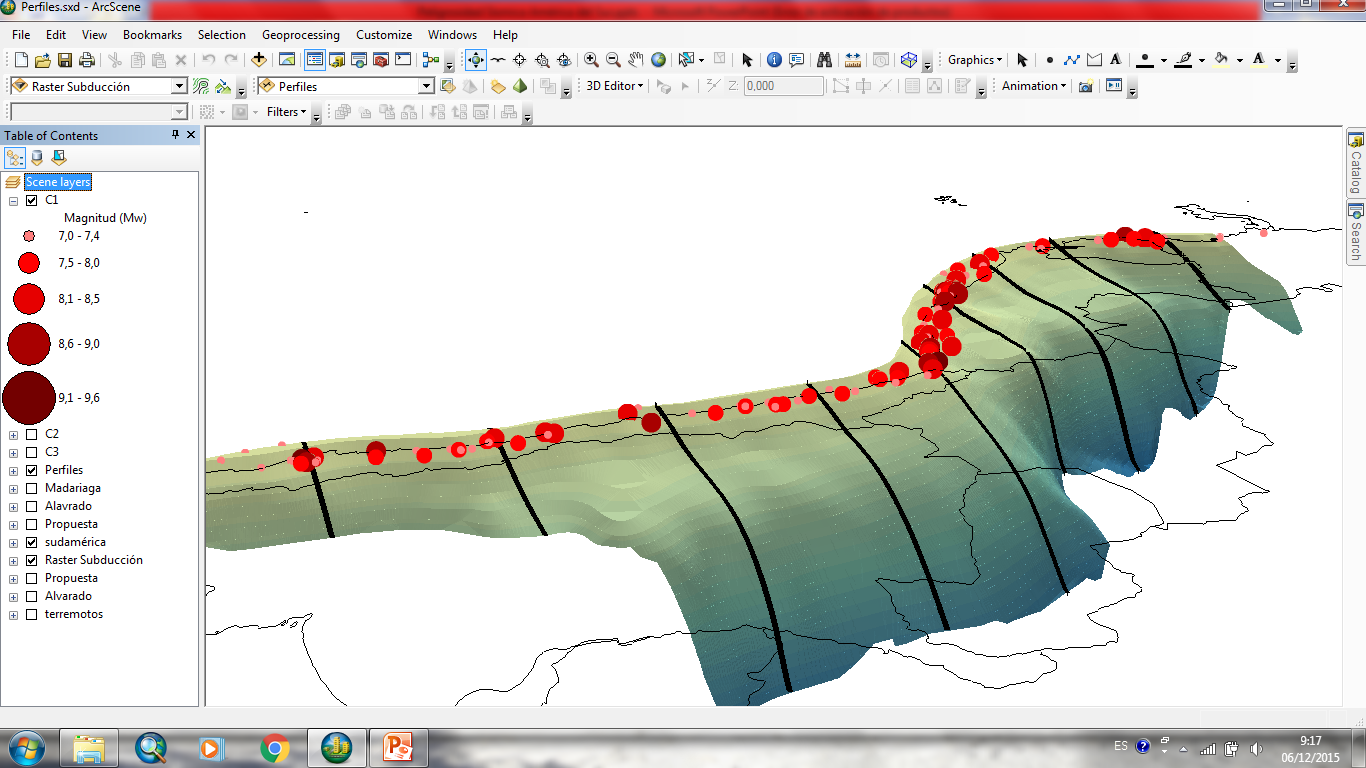 Perfiles.sxd - ArcScene
File Edit View Bookmarks Selection Geoprocessing Customize Windows Help
Graphics
Raster Subducción Perfiles 3D Editor Z: 0,000 Animation
Filters
Table of Contents
Scene layers
C1
Magnitud (Mw)
7,0 - 7,4
7,5 - 8,0
8,1 - 8,5
8,6 - 9,0
9,1 - 9,6
C2
C3
Perfiles
Madariaga
Alavrado
Propuesta
sudamérica
Raster Subducción
Propuesta
Alvarado
terremotos
Catalog
Search
ES
9:17
06/12/2015